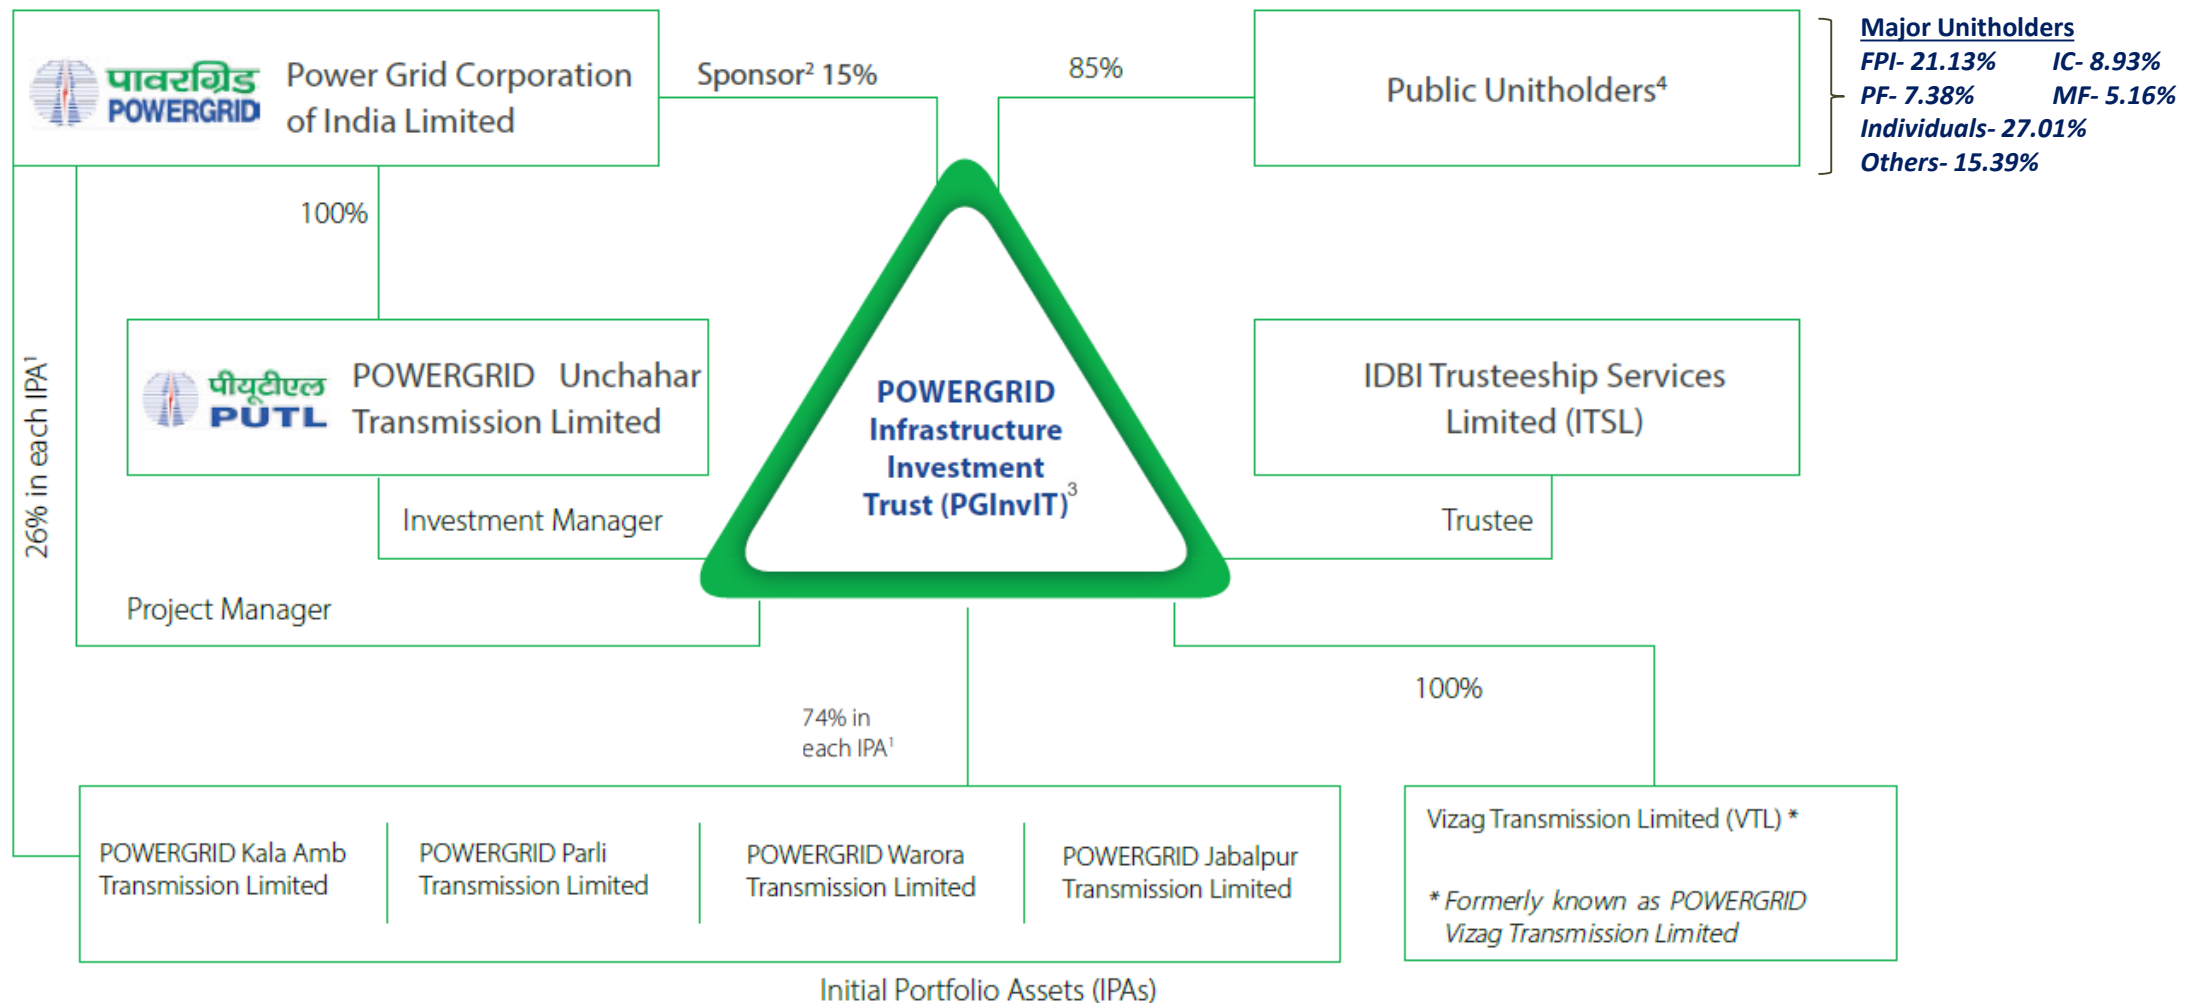 पावरग्रिड
POWERGRID
Power Grid Corporation
of India Limited
Sponsor² 15%
85%
Public Unitholders⁴
Major Unitholders
FPI- 21.13% IC- 8.93%
PF- 7.38% MF- 5.16%
Individuals- 27.01%
Others- 15.39%
100%
26% in each IPA¹
पीयूटीएल
PUTL
POWERGRID Unchahar
Transmission Limited
POWERGRID
Infrastructure
Investment
Trust (PGInvIT)³
IDBI Trusteeship Services
Limited (ITSL)
Investment Manager
Trustee
Project Manager
74% in
each IPA¹
100%
POWERGRID Kala Amb
Transmission Limited
POWERGRID Parli
Transmission Limited
POWERGRID Warora
Transmission Limited
POWERGRID Jabalpur
Transmission Limited
Vizag Transmission Limited (VTL) *
* Formerly known as POWERGRID
Vizag Transmission Limited
Initial Portfolio Assets (IPAs)